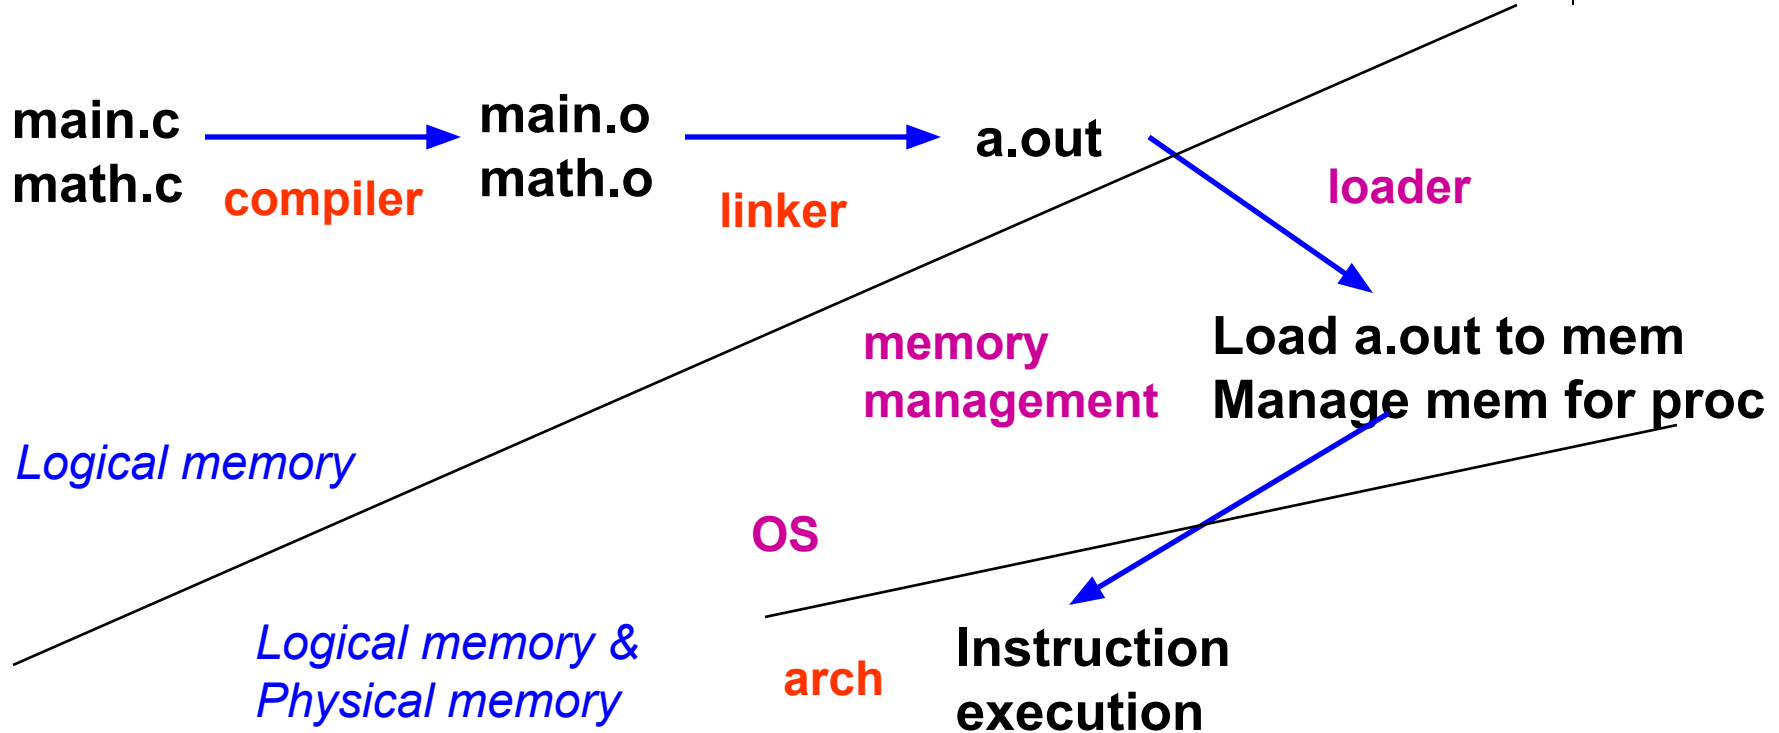 main.c
math.c
compiler
main.o
math.o
linker
a.out
loader
memory
management
Load a.out to mem
Manage mem for proc
Logical memory
OS
Logical memory &
Physical memory
arch
Instruction
execution